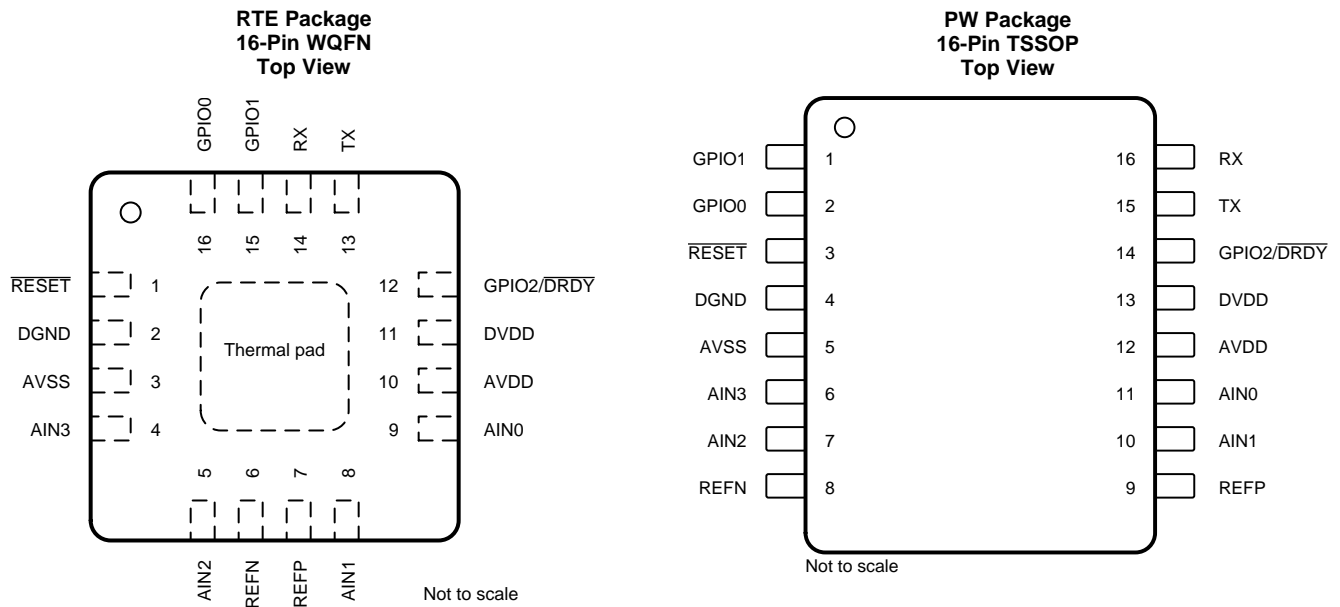 RTE Package
16-Pin WQFN
Top View
GPIO0
GPIO1
RX
TX
16
15
14
13
RESET
1
12
GPIO2/DRDY
DGND
2
11
DVDD
Thermal pad
AVSS
3
10
AVDD
AIN3
4
9
AIN0
5
6
7
8
AIN2
REFN
REFP
AIN1
Not to scale
PW Package
16-Pin TSSOP
Top View
GPIO1
1
16
RX
GPIO0
2
15
TX
RESET
3
14
GPIO2/DRDY
DGND
4
13
DVDD
AVSS
5
12
AVDD
AIN3
6
11
AIN0
AIN2
7
10
AIN1
REFN
8
9
REFP
Not to scale